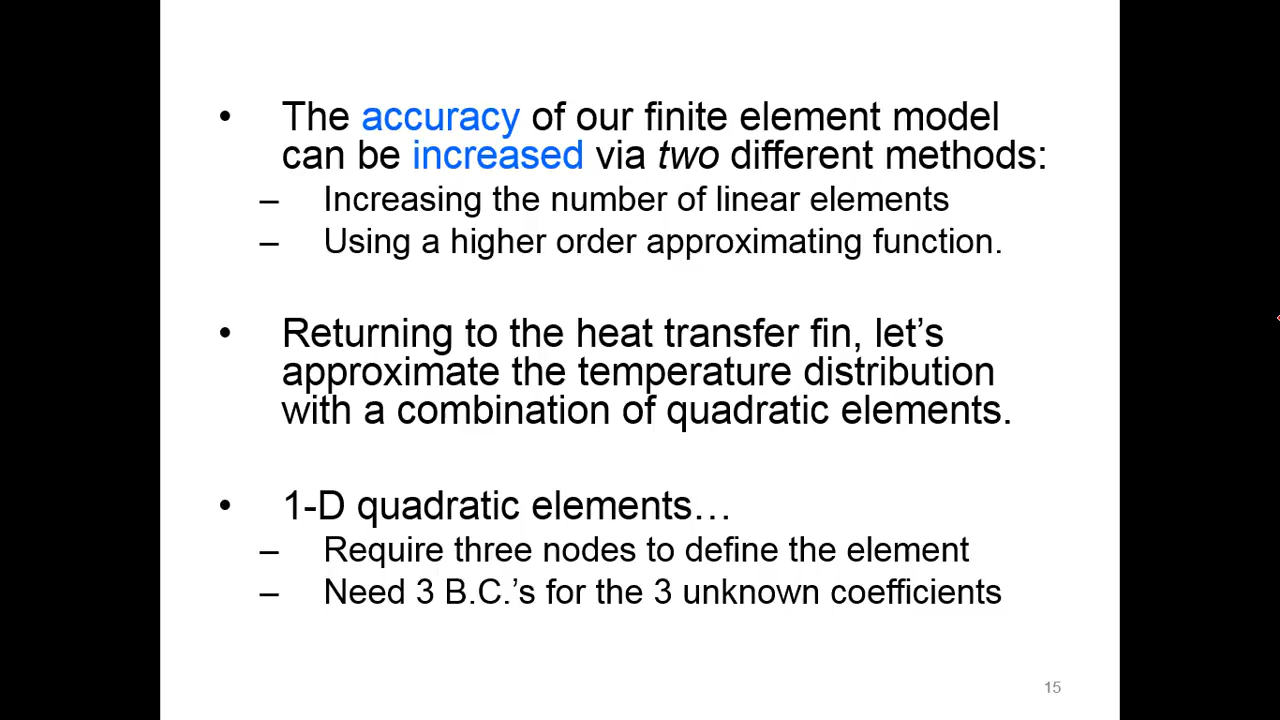 • The accuracy of our finite element model
can be increased via two different methods:
– Increasing the number of linear elements
– Using a higher order approximating function.
• Returning to the heat transfer fin, let’s
approximate the temperature distribution
with a combination of quadratic elements.
• 1-D quadratic elements…
– Require three nodes to define the element
– Need 3 B.C.’s for the 3 unknown coefficients
15